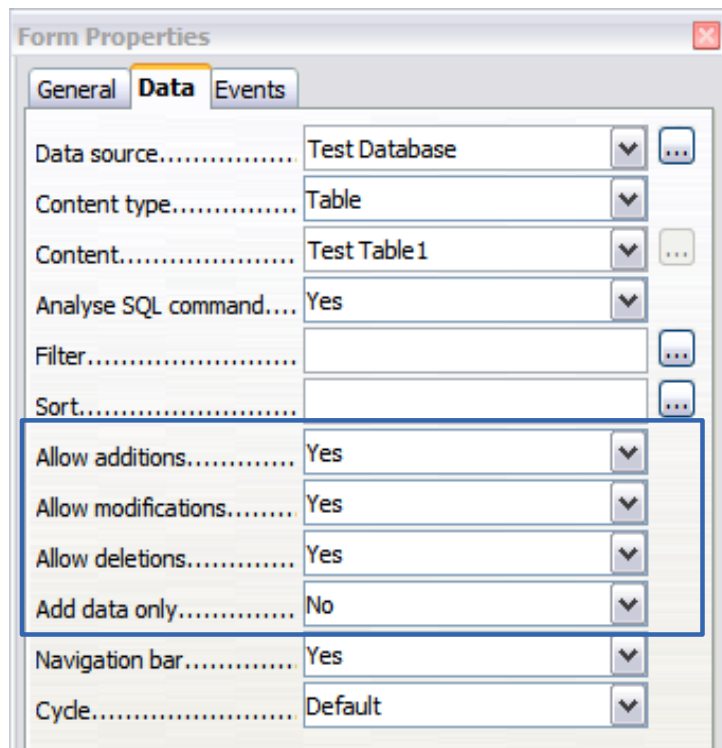 Form Properties
General Data Events
Data source................ Test Database ...
Content type............... Table
Content..................... Test Table1 ...
Analyse SQL command.... Yes
Filter......................... ...
Sort.......................... ...
Allow additions............. Yes
Allow modifications........ Yes
Allow deletions............. Yes
Add data only.............. No
Navigation bar............. Yes
Cycle......................... Default